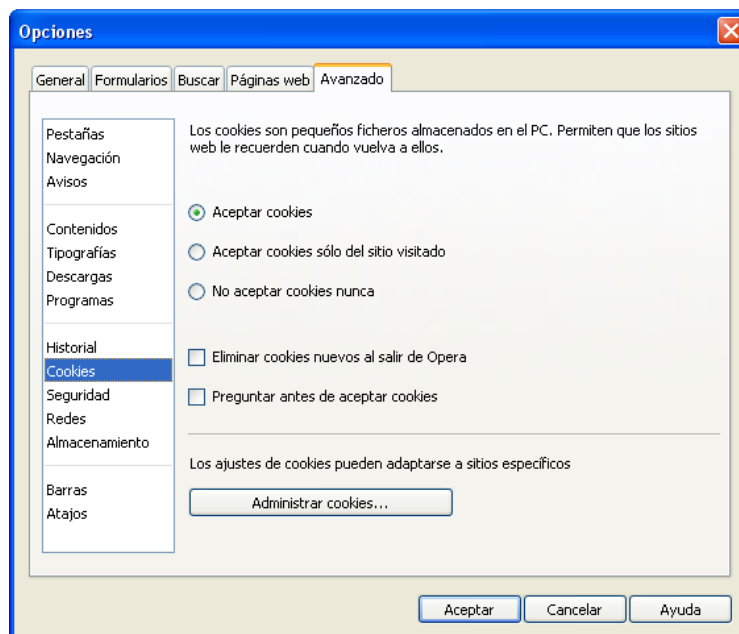 Opciones
General Formularios Buscar Páginas web Avanzado
Pestañas
Navegación
Avisos
Contenidos
Tipografías
Descargas
Programas
Historial
Cookies
Seguridad
Redes
Almacenamiento
Barras
Atajos
Los cookies son pequeños ficheros almacenados en el PC. Permiten que los sitios
web le recuerden cuando vuelva a ellos.
Aceptar cookies
Aceptar cookies sólo del sitio visitado
No aceptar cookies nunca
Eliminar cookies nuevos al salir de Opera
Preguntar antes de aceptar cookies
Los ajustes de cookies pueden adaptarse a sitios específicos
Administrar cookies...
Aceptar Cancelar Ayuda